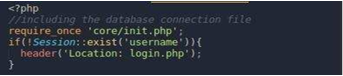 <?php
//including the database connection file
require_once 'core/init.php';
if(!Session::exist('username')){
header('Location: login.php');
}